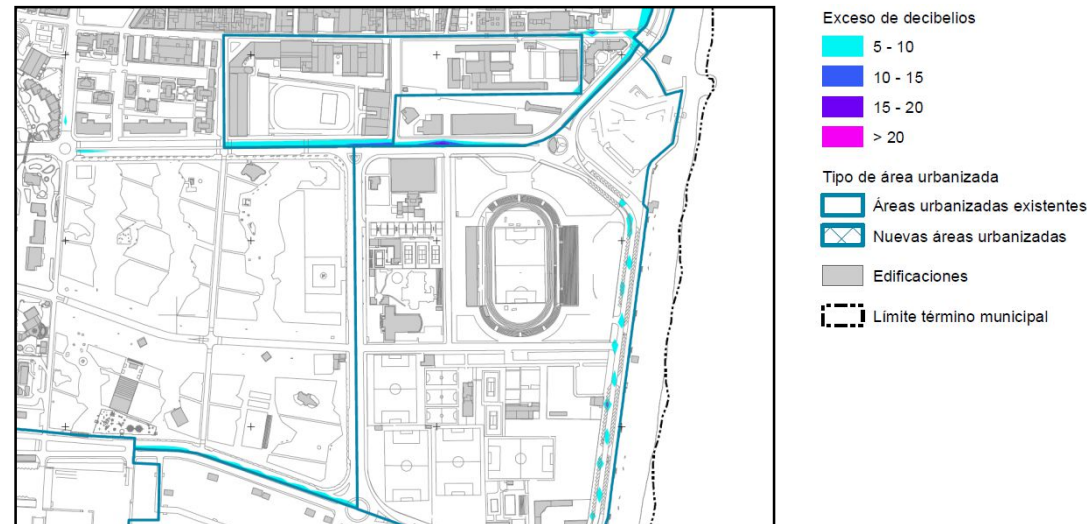 Exceso de decibelios
5 - 10
10 - 15
15 - 20
> 20
Tipo de área urbanizada
Áreas urbanizadas existentes
Nuevas áreas urbanizadas
Edificaciones
Límite término municipal